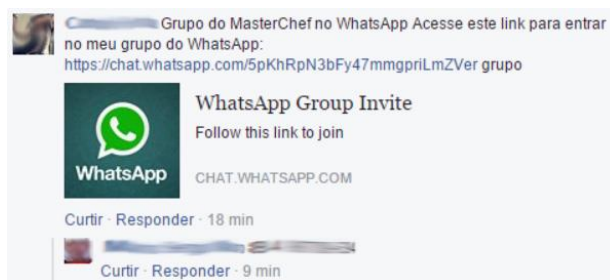 Grupo do MasterChef no WhatsApp Acesse este link para entrar
no meu grupo do WhatsApp:
https://chat.whatsapp.com/5pKhRpN3bFy47mmgpriLmZVer grupo
WhatsApp Group Invite
Follow this link to join
WhatsApp
CHAT.WHATSAPP.COM
Curtir · Responder · 18 min
Curtir · Responder · 9 min